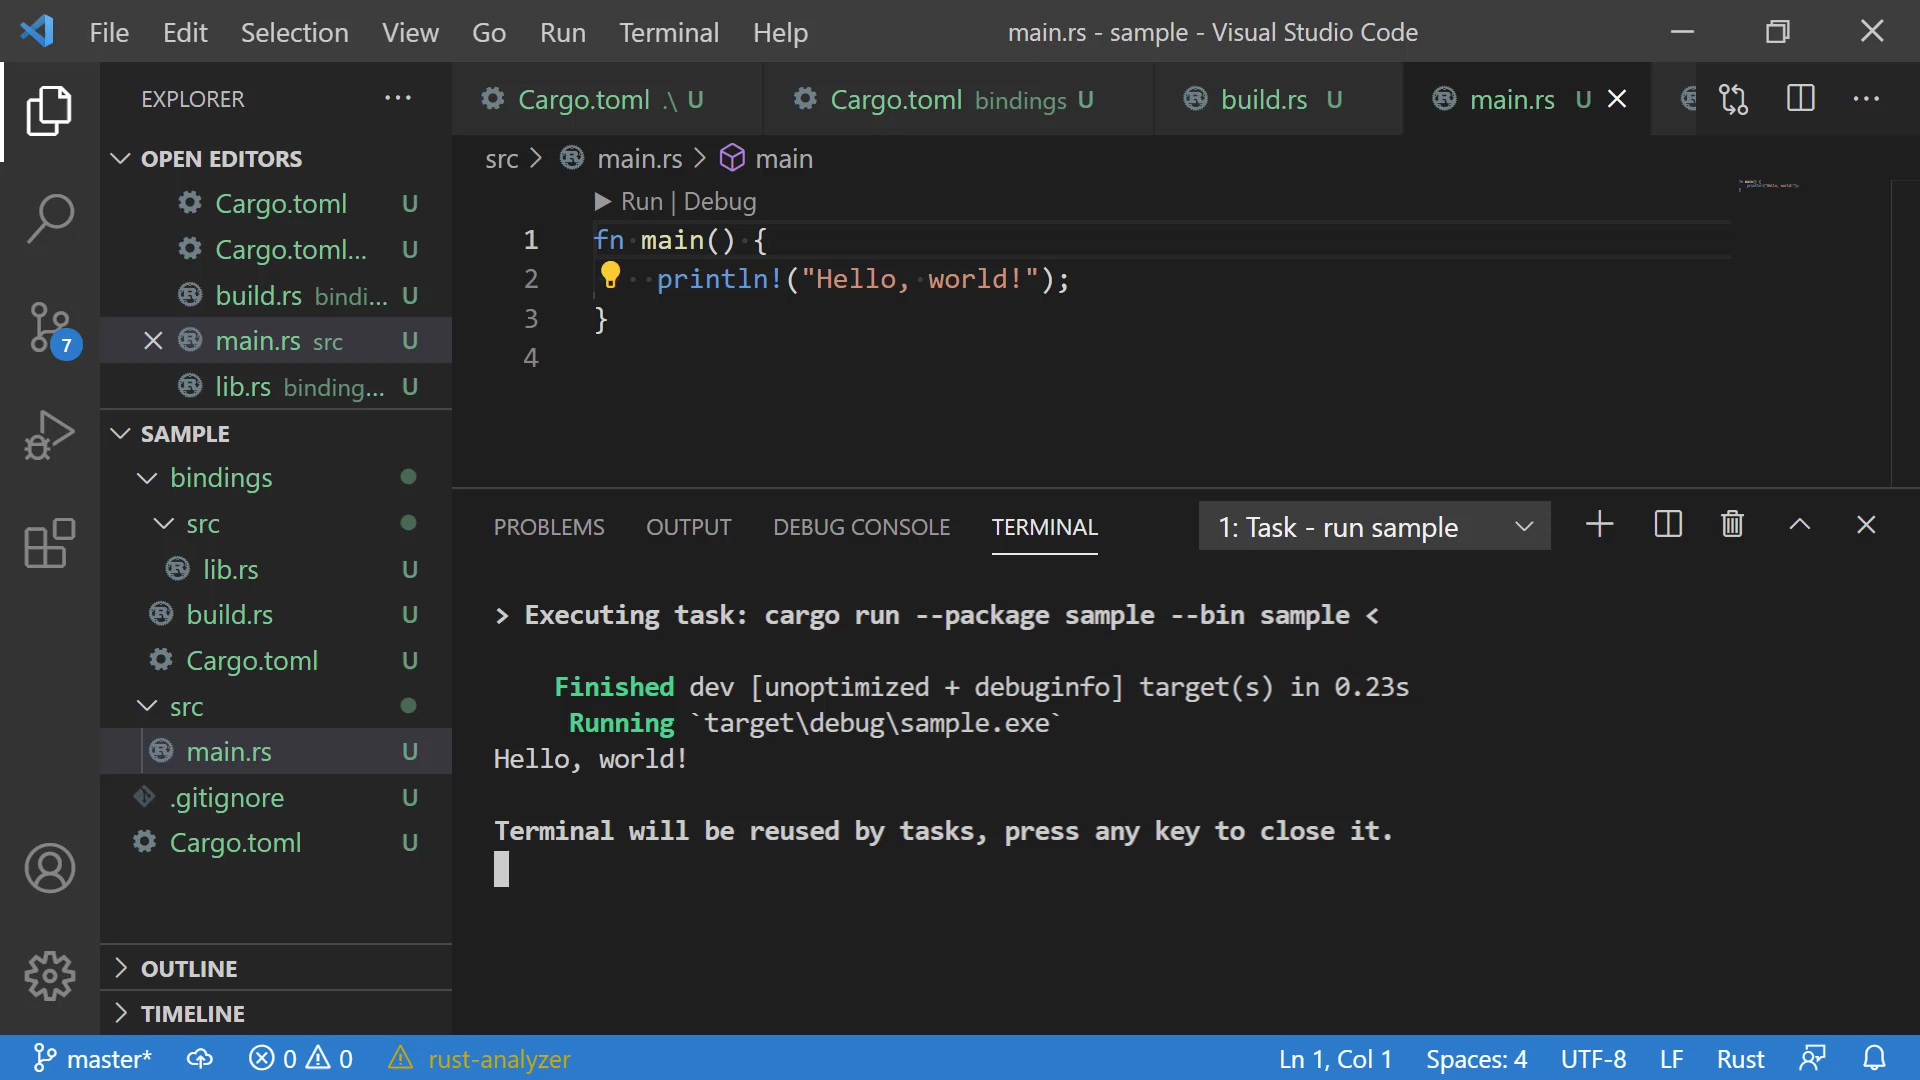 File Edit Selection View Go Run Terminal Help
main.rs - sample - Visual Studio Code
EXPLORER
OPEN EDITORS
Cargo.toml U
Cargo.toml... U
build.rs bindi... U
main.rs src U
lib.rs binding... U
SAMPLE
bindings
src
lib.rs U
build.rs U
Cargo.toml U
src
main.rs U
.gitignore U
Cargo.toml U
OUTLINE
TIMELINE
7
Cargo.toml .\ U
Cargo.toml bindings U
build.rs U
main.rs U
src > main.rs > main
Run | Debug
1 fn main() {
2 println!("Hello, world!");
3 }
4
PROBLEMS OUTPUT DEBUG CONSOLE TERMINAL
1: Task - run sample
> Executing task: cargo run --package sample --bin sample <
Finished dev [unoptimized + debuginfo] target(s) in 0.23s
Running `target\debug\sample.exe`
Hello, world!
Terminal will be reused by tasks, press any key to close it.
master* 0 0 rust-analyzer
Ln 1, Col 1 Spaces: 4 UTF-8 LF Rust